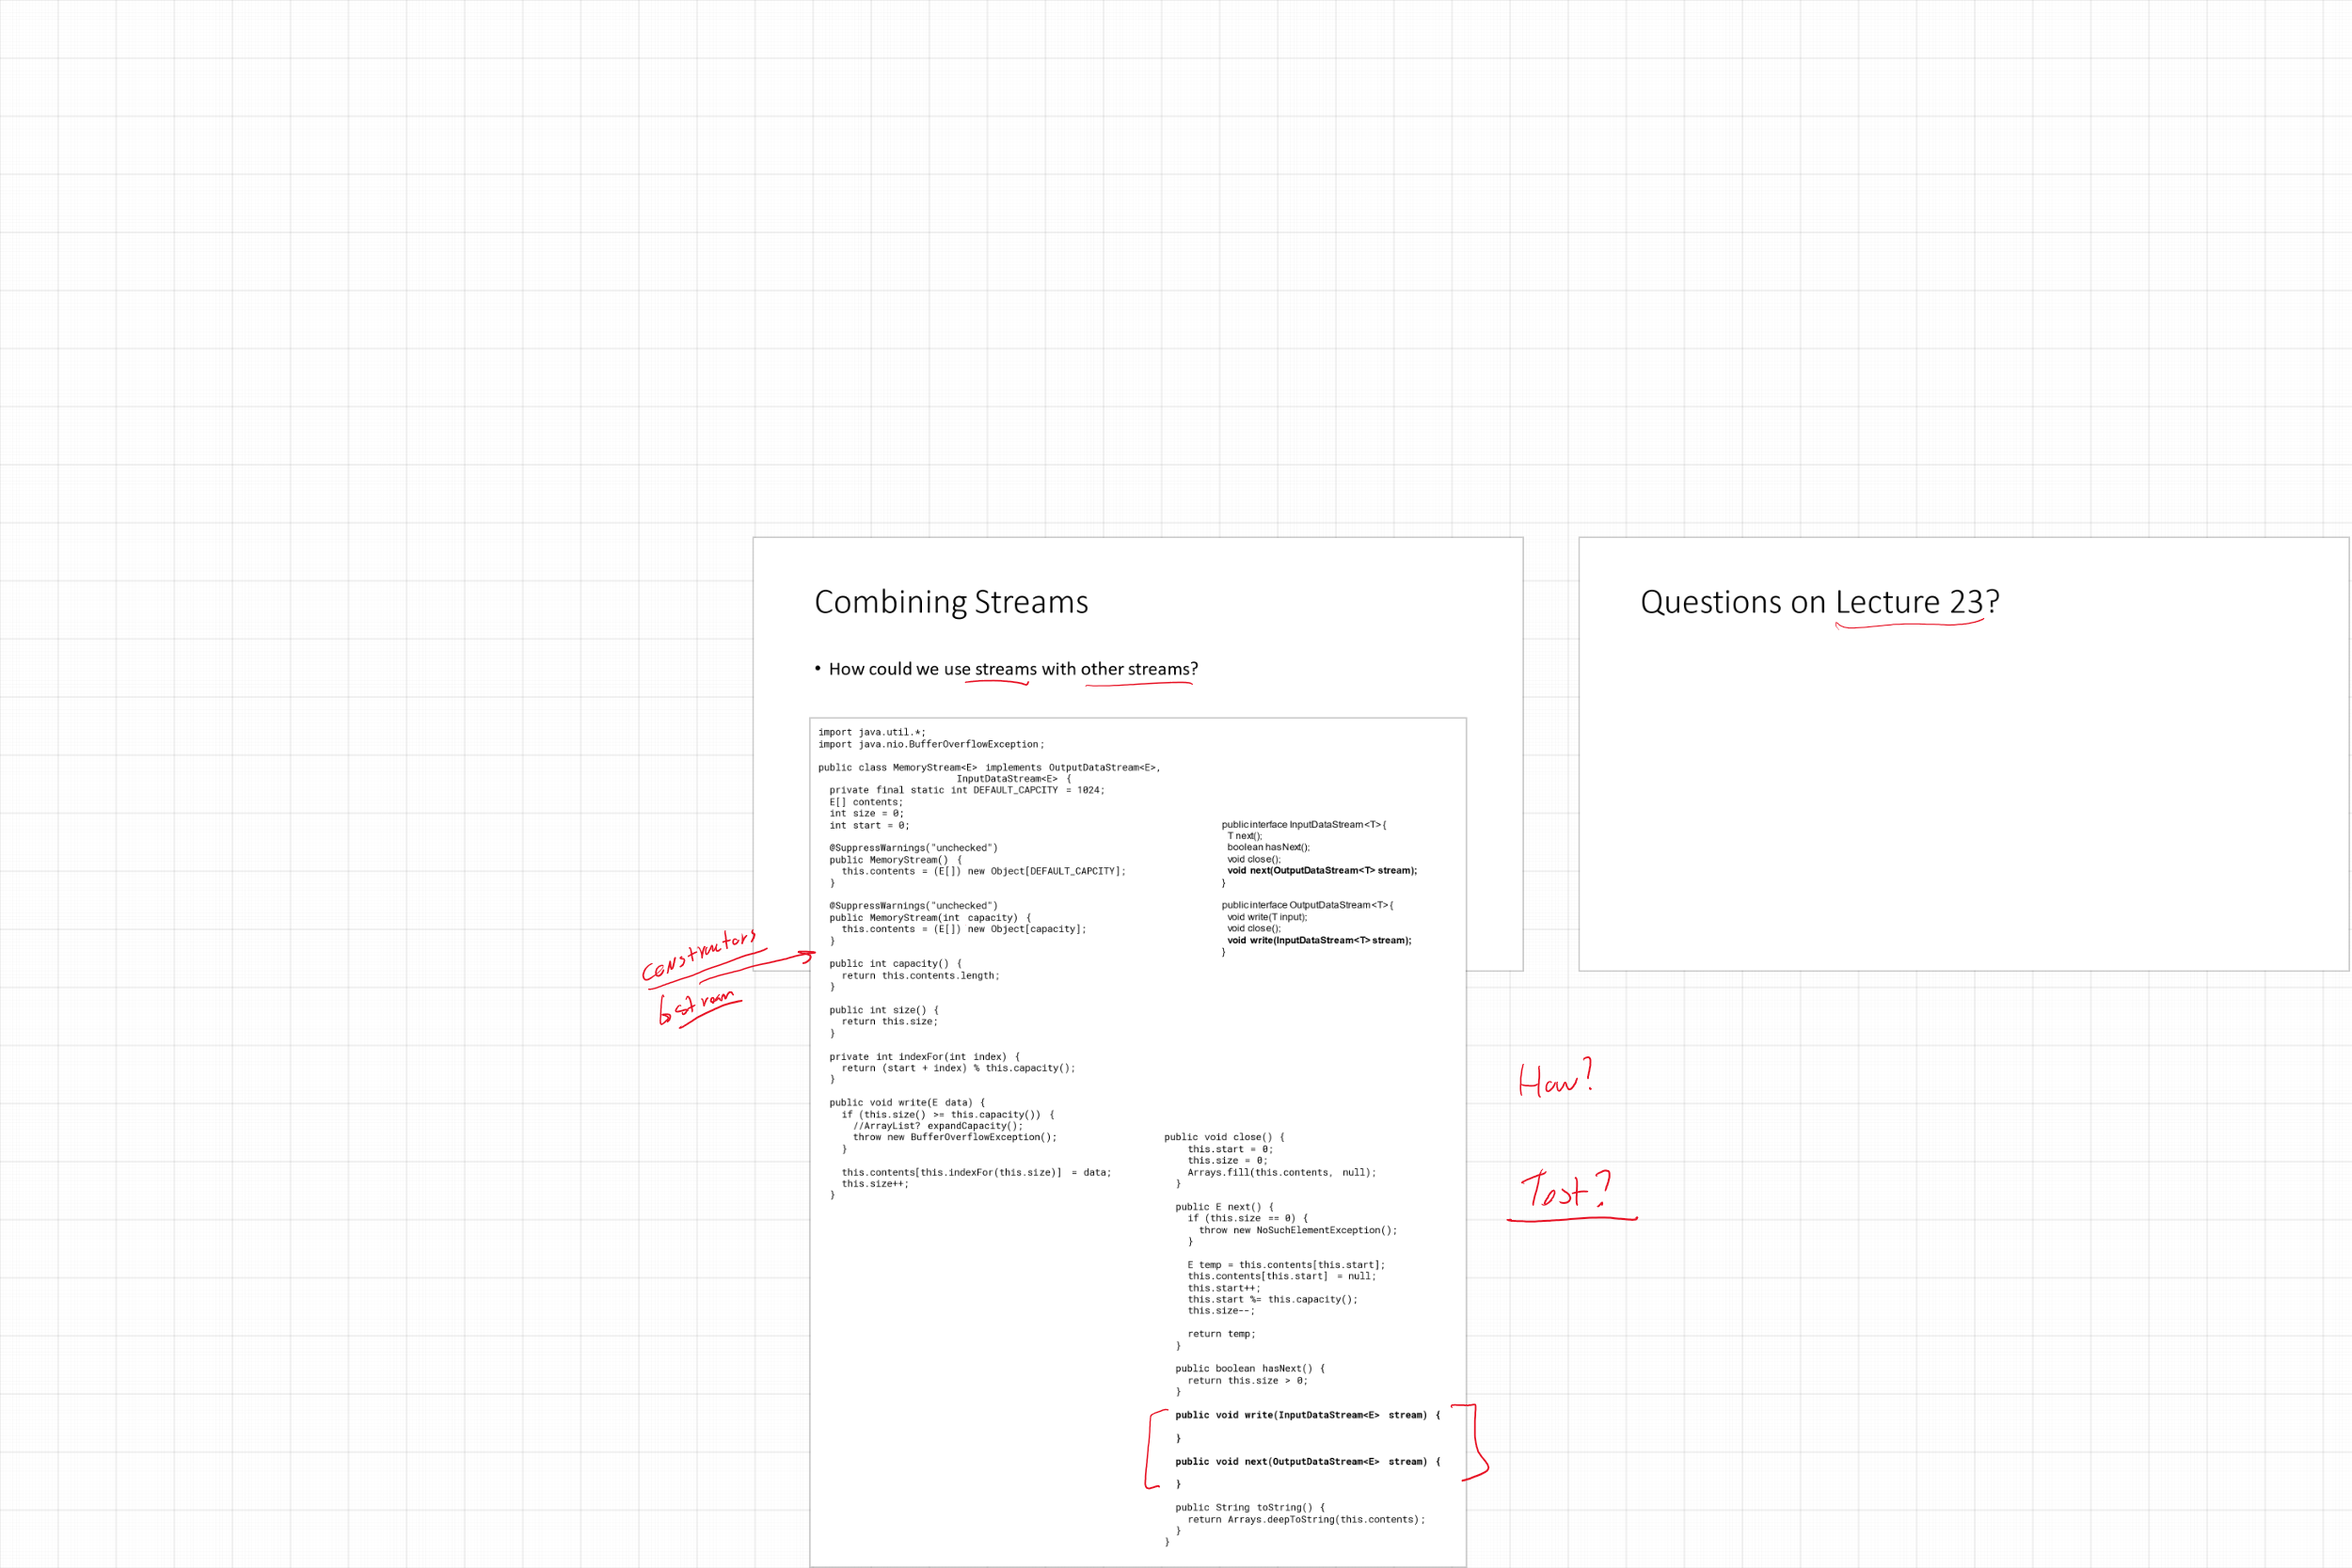 Combining Streams
• How could we use streams with other streams?
import java.util.*;
import java.nio.BufferOverflowException;
public class MemoryStream<E> implements OutputDataStream<E>,
InputDataStream<E> {
private final static int DEFAULT_CAPCITY = 1024;
E[] contents;
int size = 0;
int start = 0;
@SuppressWarnings("unchecked")
public MemoryStream() {
this.contents = (E[]) new Object[DEFAULT_CAPCITY];
}
@SuppressWarnings("unchecked")
public MemoryStream(int capacity) {
this.contents = (E[]) new Object[capacity];
}
public int capacity() {
return this.contents.length;
}
public int size() {
return this.size;
}
private int indexFor(int index) {
return (start + index) % this.capacity();
}
public void write(E data) {
if (this.size() >= this.capacity()) {
//ArrayList? expandCapacity();
throw new BufferOverflowException();
}
this.contents[this.indexFor(this.size)] = data;
this.size++;
}
public interface InputDataStream<T> {
T next();
boolean hasNext();
void close();
void next(OutputDataStream<T> stream);
}
public interface OutputDataStream<T> {
void write(T input);
void close();
void write(InputDataStream<T> stream);
}
public void close() {
this.start = 0;
this.size = 0;
Arrays.fill(this.contents, null);
}
public E next() {
if (this.size == 0) {
throw new NoSuchElementException();
}
E temp = this.contents[this.start];
this.contents[this.start] = null;
this.start++;
this.start %= this.capacity();
this.size--;
return temp;
}
public boolean hasNext() {
return this.size > 0;
}
public void write(InputDataStream<E> stream) {
}
public void next(OutputDataStream<E> stream) {
}
public String toString() {
return Arrays.deepToString(this.contents);
}
}
constructors
How?
Test?
Questions on Lecture 23?